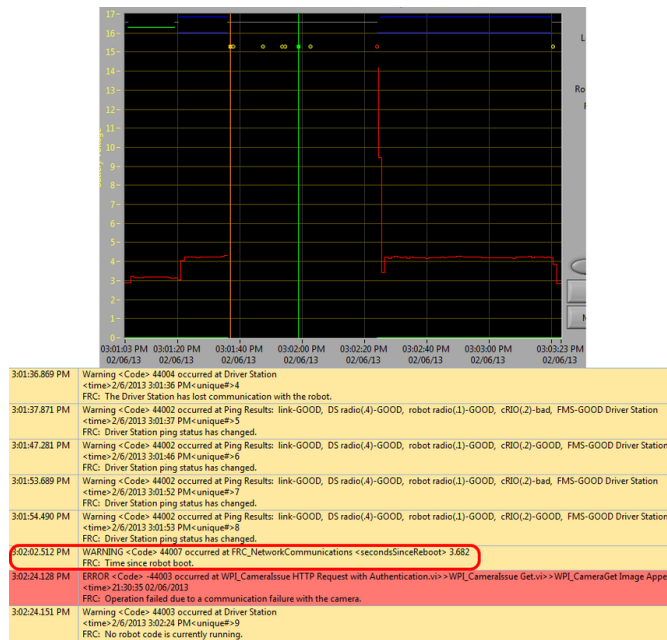 17
16
15
14
13
12
11
10
9
8
7
6
5
4
3
2
1
0
L
Ro
03:01:03 PM 03:01:20 PM 03:01:40 PM 03:02:00 PM 03:02:20 PM 03:02:40 PM 03:03:00 PM 03:03:23 PM
02/06/13 02/06/13 02/06/13 02/06/13 02/06/13 02/06/13 02/06/13 02/06/13
3:01:36.869 PM Warning <Code> 44004 occurred at Driver Station
<time>2/6/2013 3:01:36 PM<unique#>4
FRC: The Driver Station has lost communication with the robot.
3:01:37.871 PM Warning <Code> 44002 occurred at Ping Results: link-GOOD, DS radio(.4)-GOOD, robot radio(.1)-GOOD, cRIO(.2)-bad, FMS-GOOD Driver Station
<time>2/6/2013 3:01:37 PM<unique#>5
FRC: Driver Station ping status has changed.
3:01:47.281 PM Warning <Code> 44002 occurred at Ping Results: link-GOOD, DS radio(.4)-GOOD, robot radio(.1)-GOOD, cRIO(.2)-GOOD, FMS-GOOD Driver Station
<time>2/6/2013 3:01:46 PM<unique#>6
FRC: Driver Station ping status has changed.
3:01:53.689 PM Warning <Code> 44002 occurred at Ping Results: link-GOOD, DS radio(.4)-GOOD, robot radio(.1)-GOOD, cRIO(.2)-bad, FMS-GOOD Driver Station
<time>2/6/2013 3:01:52 PM<unique#>7
FRC: Driver Station ping status has changed.
3:01:54.490 PM Warning <Code> 44002 occurred at Ping Results: link-GOOD, DS radio(.4)-GOOD, robot radio(.1)-GOOD, cRIO(.2)-GOOD, FMS-GOOD Driver Station
<time>2/6/2013 3:01:53 PM<unique#>8
FRC: Driver Station ping status has changed.
3:02:02.512 PM WARNING <Code> 44007 occurred at FRC_NetworkCommunications <secondsSinceReboot> 3.682
FRC: Time since robot boot.
3:02:24.128 PM ERROR <Code> -44003 occurred at WPI_CameraIssue HTTP Request with Authentication.vi>>WPI_CameraIssue Get.vi>>WPI_CameraGet Image Appe
<time>21:30:35 02/06/2013
FRC: Operation failed due to a communication failure with the camera.
3:02:24.151 PM Warning <Code> 44003 occurred at Driver Station
<time>2/6/2013 3:02:24 PM<unique#>9
FRC: No robot code is currently running.